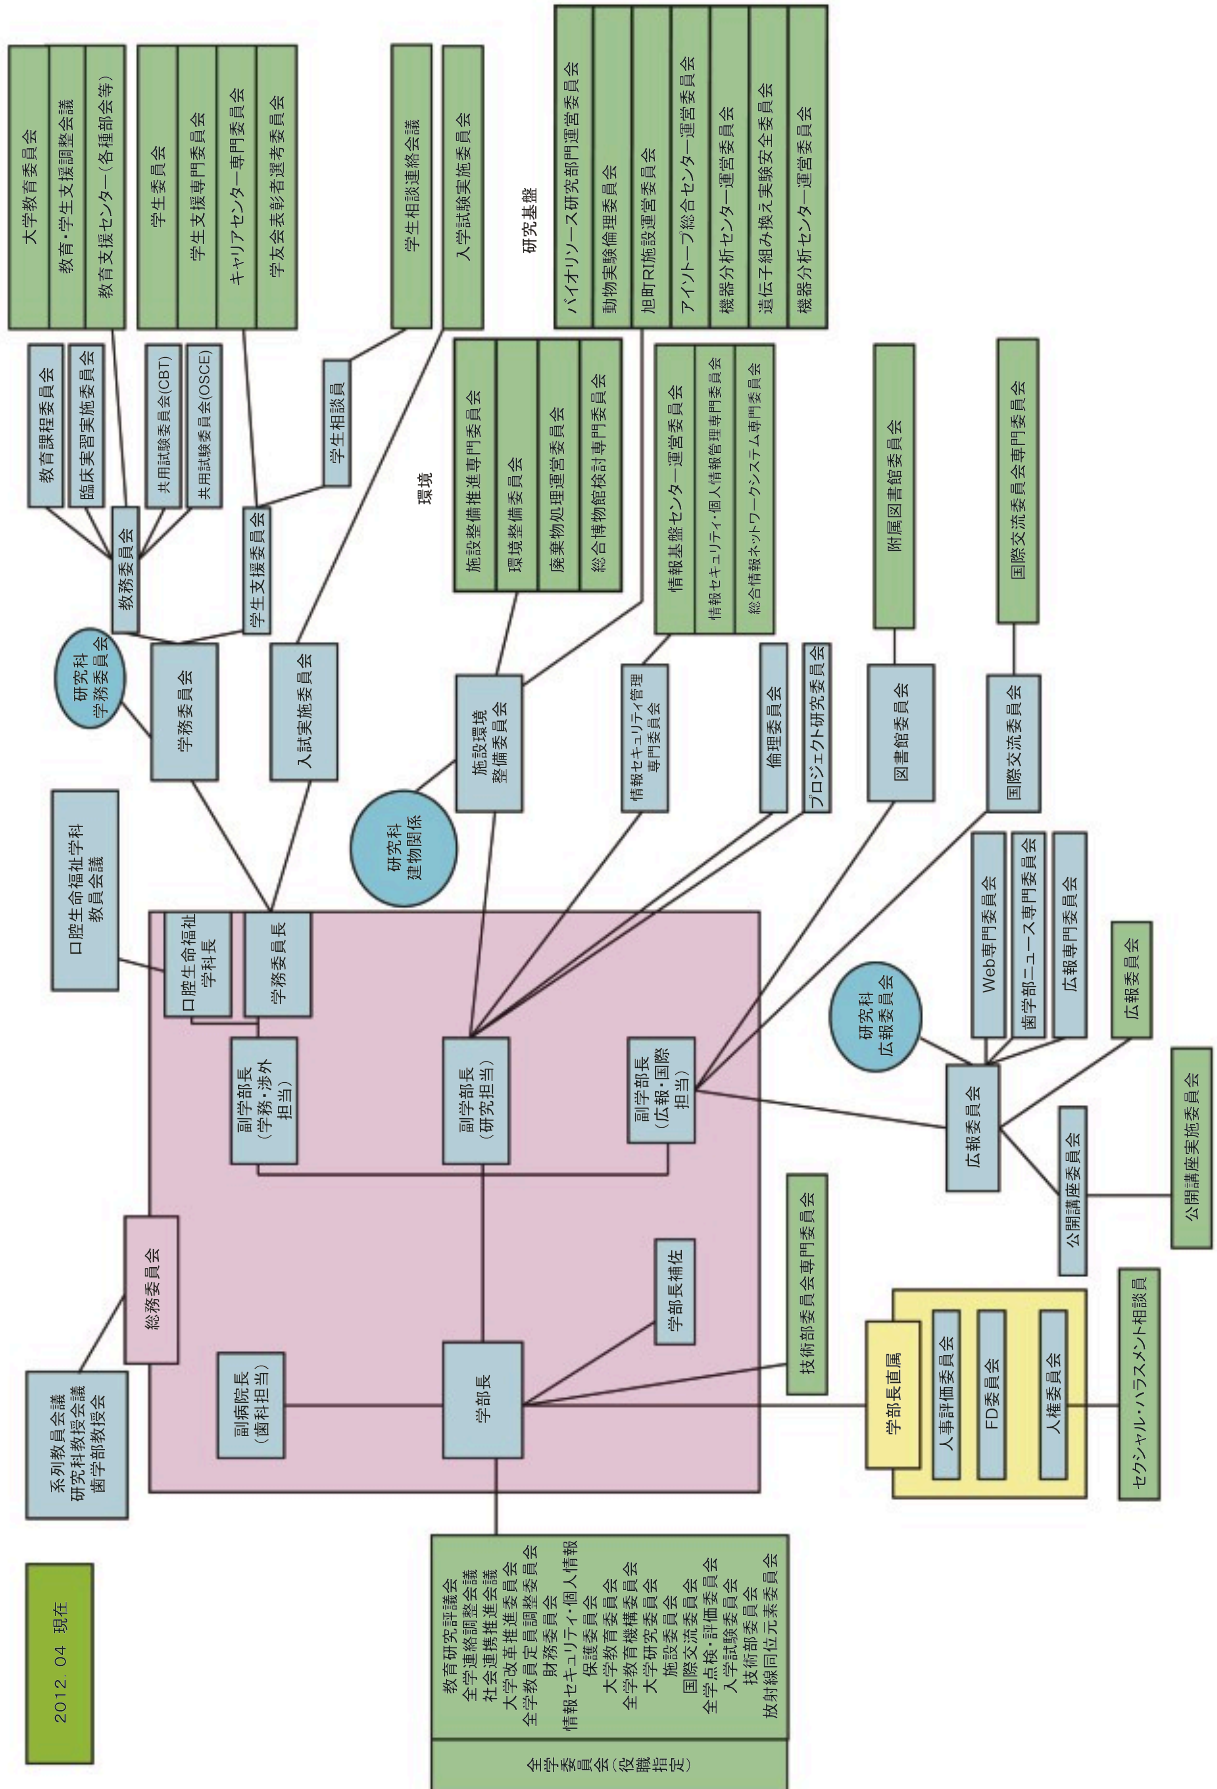 2012. 04 現在
系列教員会議
研究科教授会議
歯学部教授会
総務委員会
全学委員会(役職指定)
教育研究評議会
全学連絡調整会議
社会連携推進会議
大学改革推進委員会
全学教員定員調整委員会
財務委員会
情報セキュリティ・個人情報
保護委員会
大学教育委員会
全学教育機構委員会
大学研究委員会
施設委員会
国際交流委員会
全学点検・評価委員会
入学試験委員会
技術部委員会
放射線同位元素委員会
副病院長
(歯科担当)
学部長
学部長補佐
技術部委員会専門委員会
学部長直属
人事評価委員会
FD委員会
人権委員会
セクシャル・ハラスメント相談員
副学部長
(学務・渉外
担当)
副学部長
(研究担当)
副学部長
(広報・国際
担当)
口腔生命福祉
学科長
学務委員長
口腔生命福祉学科
教員会議
研究科
学務委員会
学務委員会
入試実施委員会
教務委員会
学生支援委員会
教育課程委員会
臨床実習実施委員会
共用試験委員会(CBT)
共用試験委員会(OSCE)
学生相談員
大学教育委員会
教育・学生支援調整会議
教育支援センター(各種部会等)
学生委員会
学生支援専門委員会
キャリアセンター専門委員会
学友会表彰者選考委員会
学生相談連絡会議
入学試験実施委員会
研究科
建物関係
施設環境
整備委員会
環境
施設整備推進専門委員会
環境整備委員会
廃棄物処理運営委員会
総合博物館検討専門委員会
研究基盤
バイオリソース研究部門運営委員会
動物実験倫理委員会
旭町RI施設運営委員会
アイソトープ総合センター運営委員会
機器分析センター運営委員会
遺伝子組み換え実験安全委員会
機器分析センター運営委員会
情報セキュリティ管理
専門委員会
情報基盤センター運営委員会
情報セキュリティ・個人情報管理専門委員会
総合情報ネットワークシステム専門委員会
倫理委員会
プロジェクト研究委員会
図書館委員会
附属図書館委員会
国際交流委員会
国際交流委員会専門委員会
研究科
広報委員会
広報委員会
Web専門委員会
歯学部ニュース専門委員会
広報専門委員会
広報委員会
公開講座委員会
公開講座実施委員会